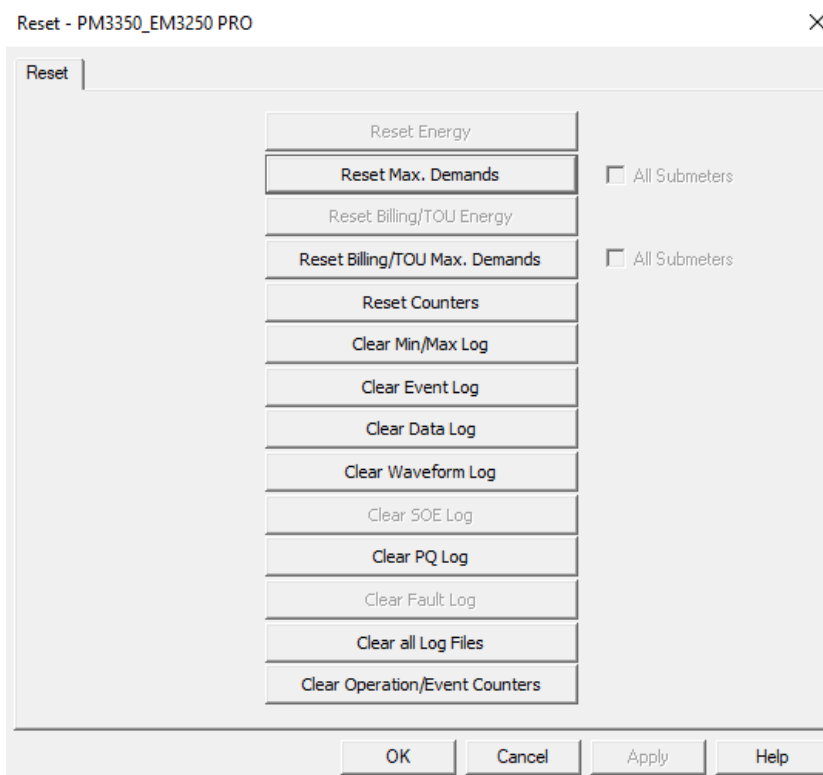 Reset - PM3350_EM3250 PRO
Reset
Reset Energy
Reset Max. Demands
All Submeters
Reset Billing/TOU Energy
Reset Billing/TOU Max. Demands
All Submeters
Reset Counters
Clear Min/Max Log
Clear Event Log
Clear Data Log
Clear Waveform Log
Clear SOE Log
Clear PQ Log
Clear Fault Log
Clear all Log Files
Clear Operation/Event Counters
OK
Cancel
Apply
Help